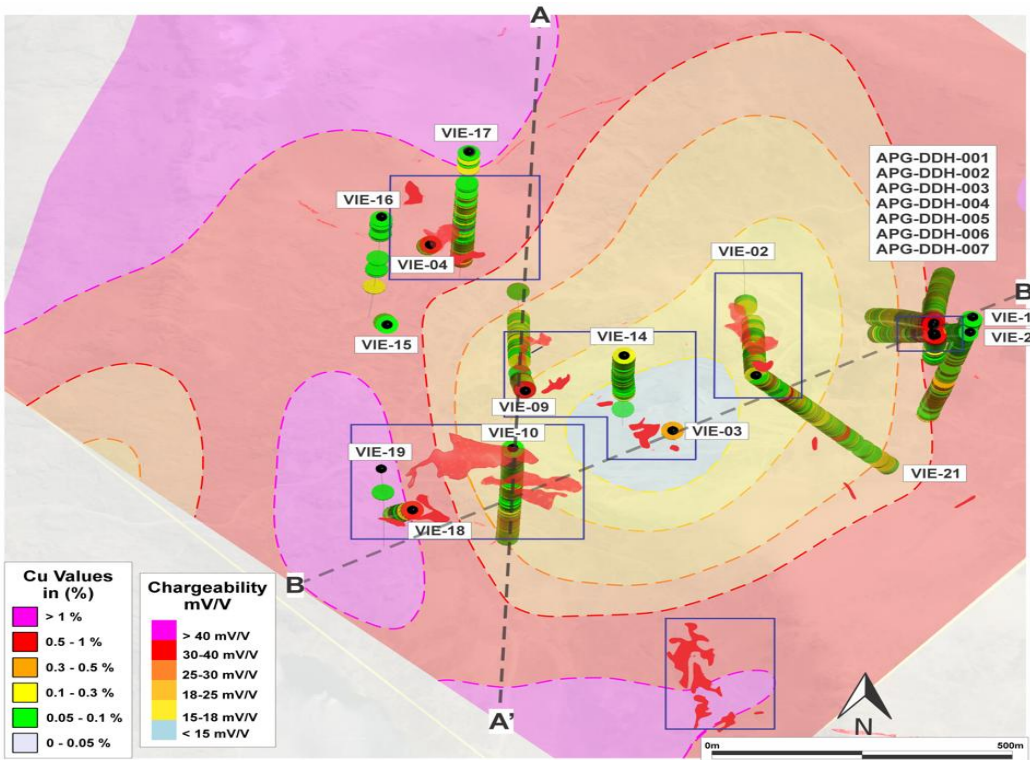 A
VIE-17
APG-DDH-001
APG-DDH-002
APG-DDH-003
APG-DDH-004
APG-DDH-005
APG-DDH-006
APG-DDH-007
VIE-16
VIE-04
VIE-02
B
VIE-1
VIE-2
VIE-15
VIE-14
VIE-09
VIE-03
VIE-10
VIE-19
VIE-21
VIE-18
B
A'
Cu Values
in (%)
> 1 %
0.5 - 1 %
0.3 - 0.5 %
0.1 - 0.3 %
0.05 - 0.1 %
0 - 0.05 %
Chargeability
mV/V
> 40 mV/V
30-40 mV/V
25-30 mV/V
18-25 mV/V
15-18 mV/V
< 15 mV/V
N
0m
500m